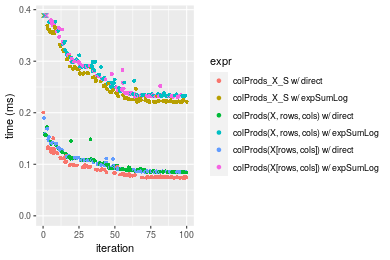 0.4
0.3
0.2
0.1
0.0
time (ms)
0
25
50
75
100
iteration
expr
colProds_X_S w/ direct
colProds_X_S w/ expSumLog
colProds(X, rows, cols) w/ direct
colProds(X, rows, cols) w/ expSumLog
colProds(X[rows, cols]) w/ direct
colProds(X[rows, cols]) w/ expSumLog